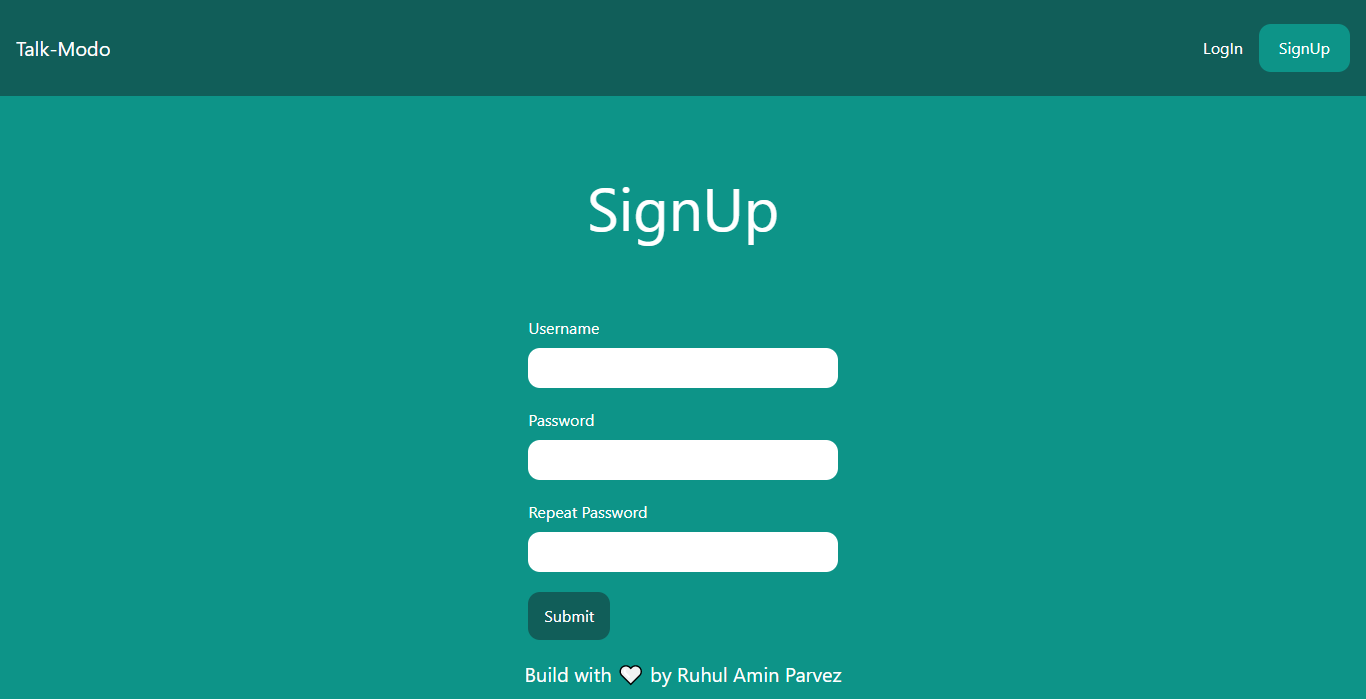 Talk-Modo
LogIn
SignUp
SignUp
Username
Password
Repeat Password
Submit
Build with 🤍 by Ruhul Amin Parvez